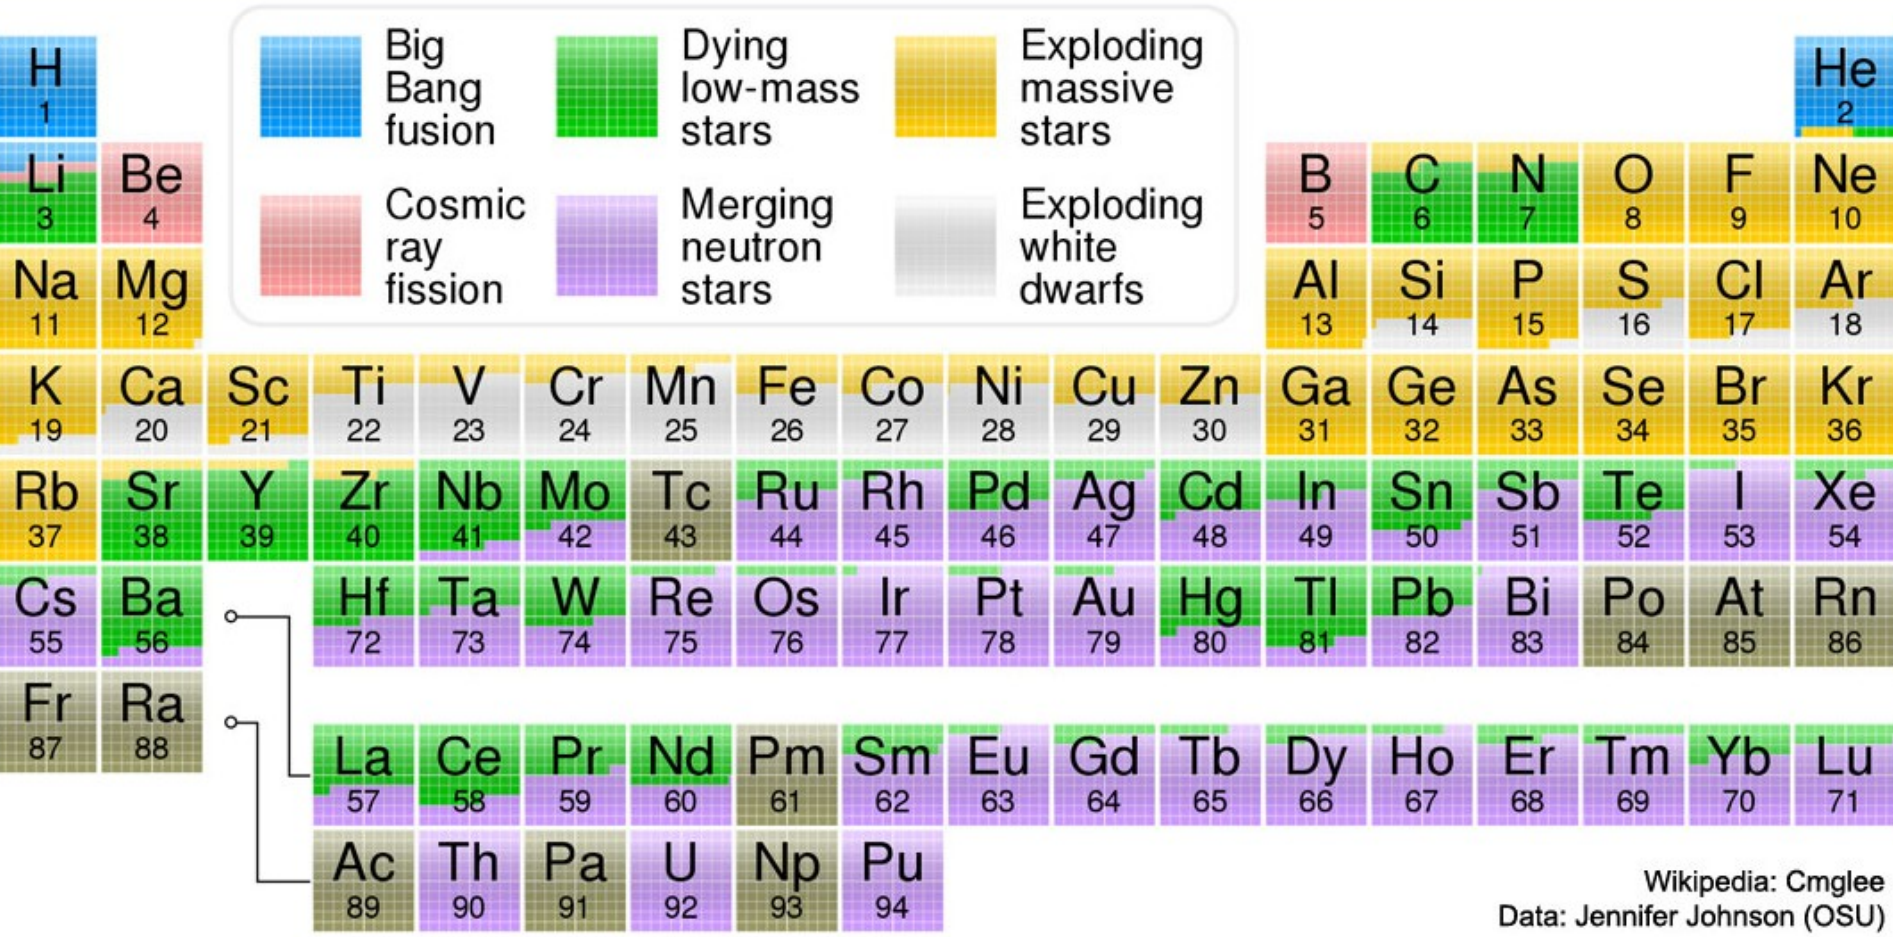 Big Bang fusion
Dying low-mass stars
Exploding massive stars
Cosmic ray fission
Merging neutron stars
Exploding white dwarfs
H 1
He 2
Li 3
Be 4
B 5
C 6
N 7
O 8
F 9
Ne 10
Na 11
Mg 12
Al 13
Si 14
P 15
S 16
Cl 17
Ar 18
K 19
Ca 20
Sc 21
Ti 22
V 23
Cr 24
Mn 25
Fe 26
Co 27
Ni 28
Cu 29
Zn 30
Ga 31
Ge 32
As 33
Se 34
Br 35
Kr 36
Rb 37
Sr 38
Y 39
Zr 40
Nb 41
Mo 42
Tc 43
Ru 44
Rh 45
Pd 46
Ag 47
Cd 48
In 49
Sn 50
Sb 51
Te 52
I 53
Xe 54
Cs 55
Ba 56
Hf 72
Ta 73
W 74
Re 75
Os 76
Ir 77
Pt 78
Au 79
Hg 80
Tl 81
Pb 82
Bi 83
Po 84
At 85
Rn 86
Fr 87
Ra 88
La 57
Ce 58
Pr 59
Nd 60
Pm 61
Sm 62
Eu 63
Gd 64
Tb 65
Dy 66
Ho 67
Er 68
Tm 69
Yb 70
Lu 71
Ac 89
Th 90
Pa 91
U 92
Np 93
Pu 94
Wikipedia: Cmglee
Data: Jennifer Johnson (OSU)